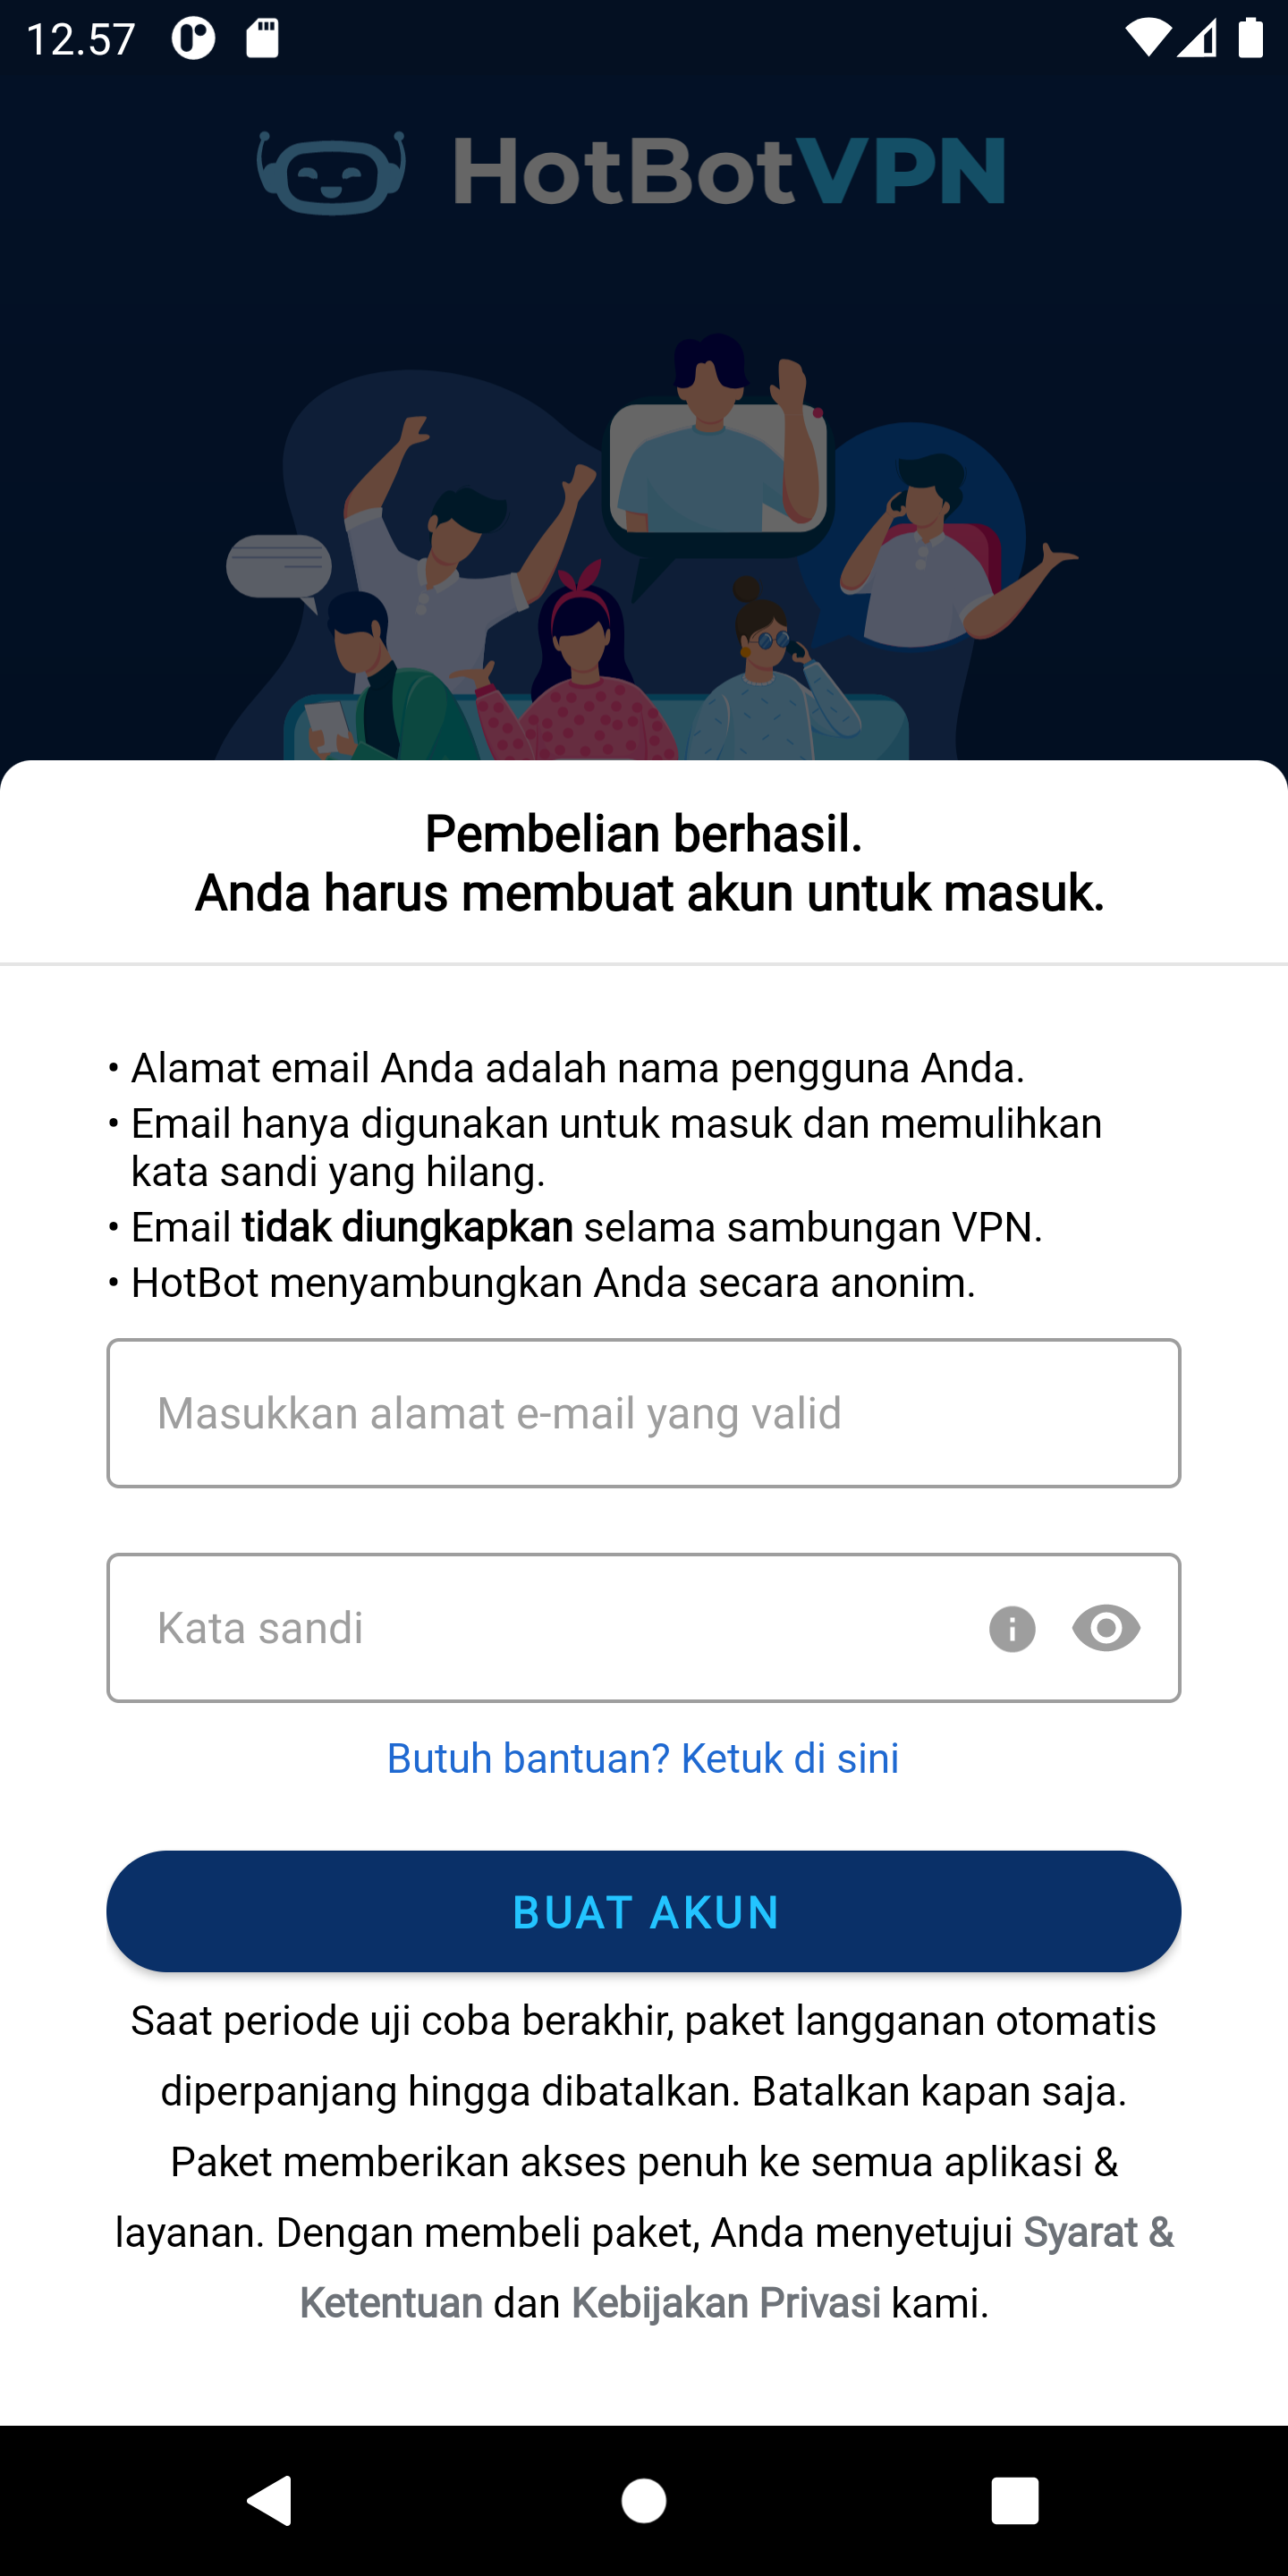 12.57
HotBotVPN
Pembelian berhasil.
Anda harus membuat akun untuk masuk.
• Alamat email Anda adalah nama pengguna Anda.
• Email hanya digunakan untuk masuk dan memulihkan
kata sandi yang hilang.
• Email tidak diungkapkan selama sambungan VPN.
• HotBot menyambungkan Anda secara anonim.
Masukkan alamat e-mail yang valid
Kata sandi
Butuh bantuan? Ketuk di sini
BUAT AKUN
Saat periode uji coba berakhir, paket langganan otomatis
diperpanjang hingga dibatalkan. Batalkan kapan saja.
Paket memberikan akses penuh ke semua aplikasi &
layanan. Dengan membeli paket, Anda menyetujui Syarat &
Ketentuan dan Kebijakan Privasi kami.